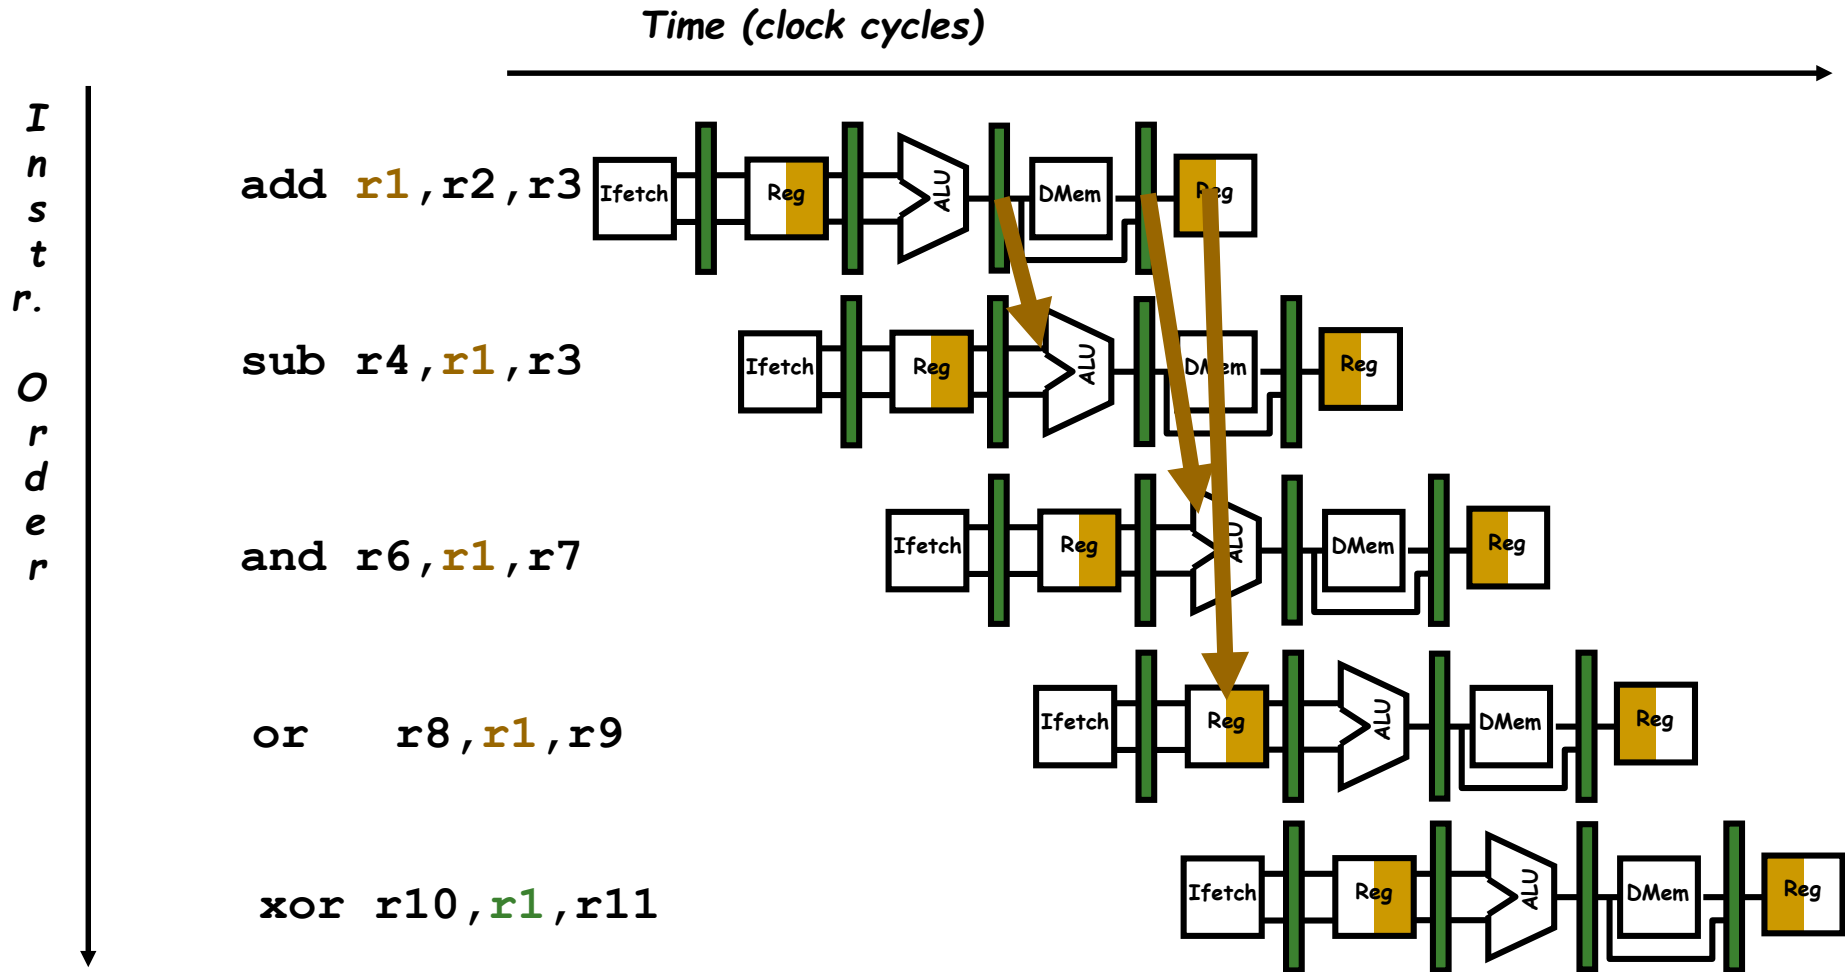 Time (clock cycles)
Instr. Order
add r1,r2,r3 Ifetch Reg ALU DMem Reg
sub r4,r1,r3 Ifetch Reg ALU DMem Reg
and r6,r1,r7 Ifetch Reg ALU DMem Reg
or r8,r1,r9 Ifetch Reg ALU DMem Reg
xor r10,r1,r11 Ifetch Reg ALU DMem Reg